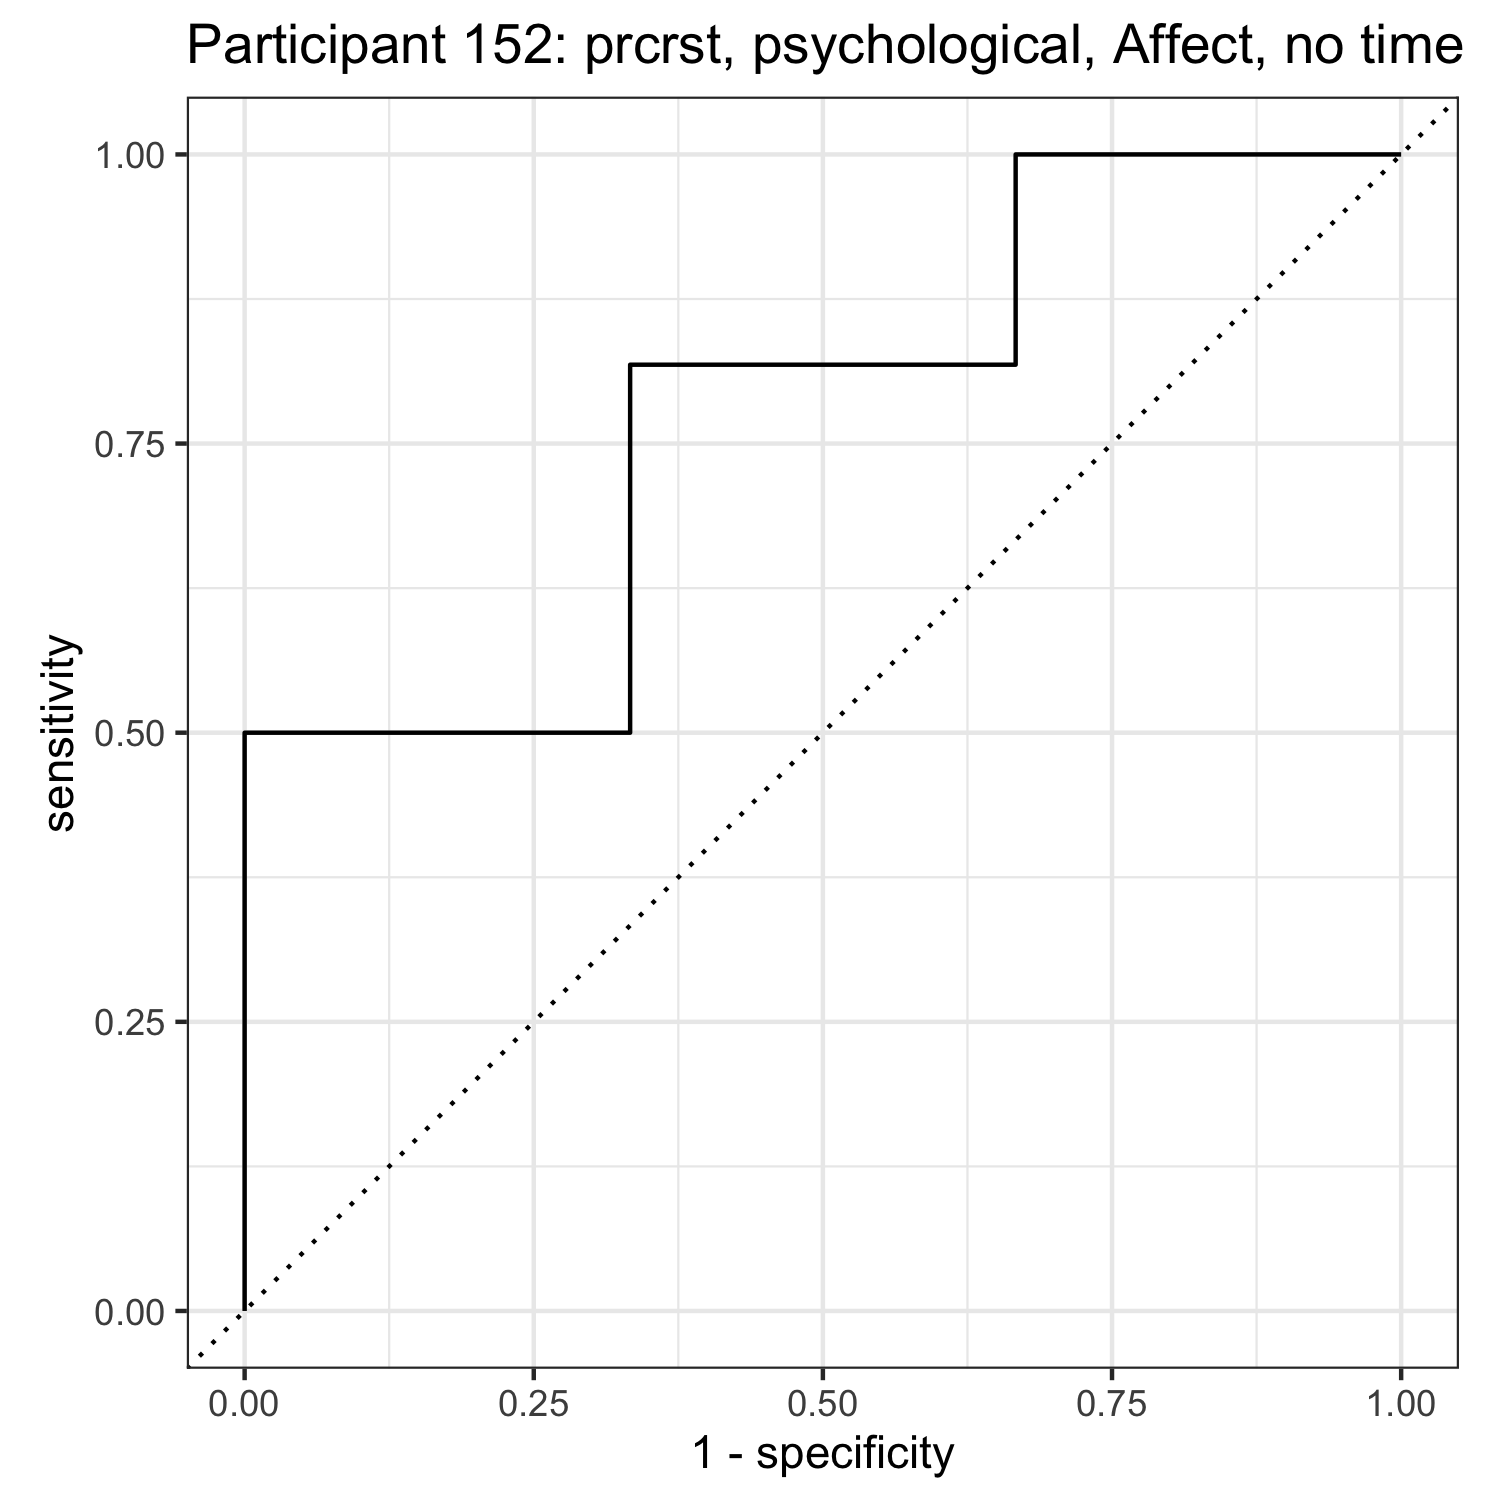 Participant 152: prcrst, psychological, Affect, no time
1.00
0.75
0.50
0.25
0.00
sensitivity
0.00 0.25 0.50 0.75 1.00
1 - specificity